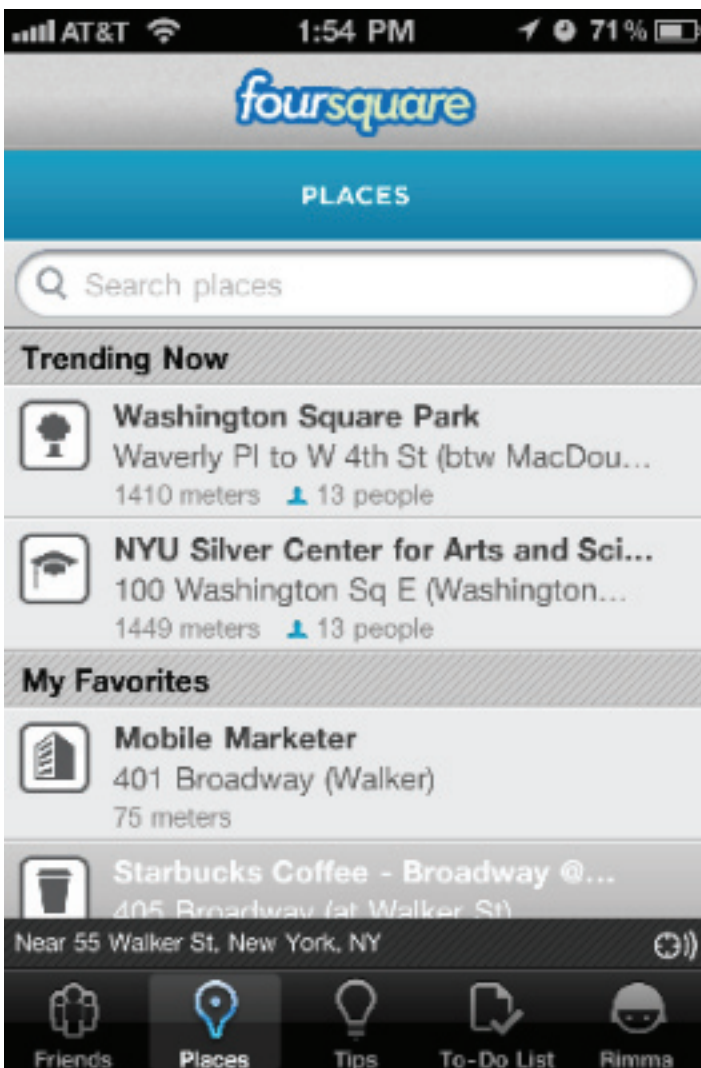 AT&T 1:54 PM 71%
foursquare
PLACES
Search places
Trending Now
Washington Square Park
Waverly Pl to W 4th St (btw MacDou...
1410 meters 13 people
NYU Silver Center for Arts and Sci...
100 Washington Sq E (Washington...
1449 meters 13 people
My Favorites
Mobile Marketer
401 Broadway (Walker)
75 meters
Starbucks Coffee - Broadway @...
405 Broadway (at Walker St)
Near 55 Walker St, New York, NY
Friends Places Tips To-Do List Rimma